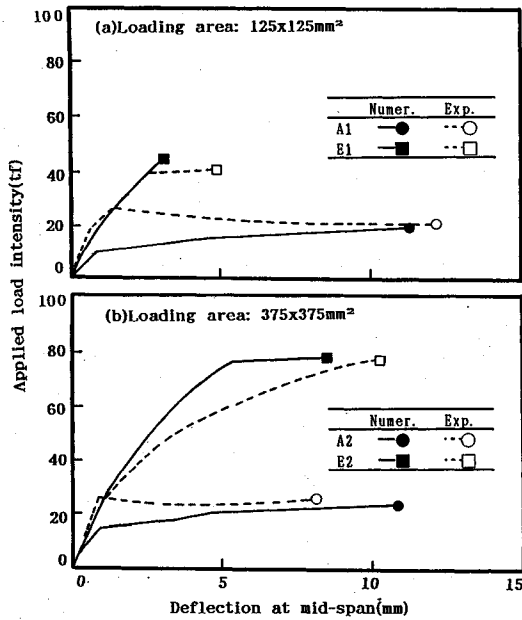 100
(a)Loading area: 125x125mm²
80
Numer. Exp.
A1
E1
60
40
20
0
100
(b)Loading area: 375x375mm²
80
Numer. Exp.
A2
E2
60
40
20
0
0 5 10 15
Applied load intensity(tf)
Deflection at mid-span(mm)